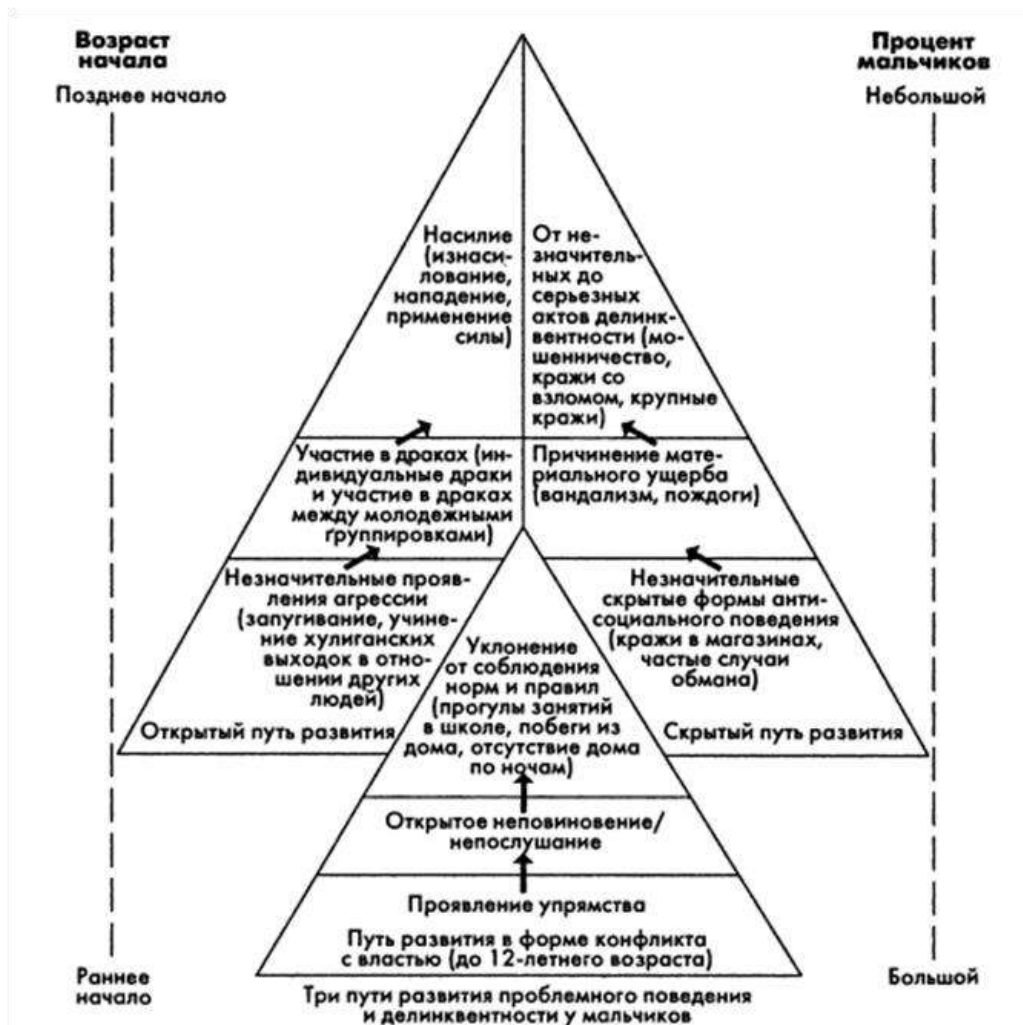 Возраст
начала
Позднее начало
Процент
мальчиков
Небольшой
Насилие
(изнаси-
лование,
нападение,
применение
силы)
От не-
значитель-
ных до
серьезных
актов делинк-
вентности (мо-
шенничество,
кражи со
взломом, крупные
кражи)
Участие в драках (ин-
дивидуальные драки
и участие в драках
между молодежными
группировками)
Причинение мате-
риального ущерба
(вандализм, пождоги)
Незначительные прояв-
ления агрессии
(запугивание, учине-
ние хулиганских
выходок в отно-
шении других
людей)
Открытый путь развития
Незначительные
скрытые формы анти-
социального поведения
(кражи в магазинах,
частые случаи
обмана)
Скрытый путь развития
Уклонение
от соблюдения
норм и правил
(прогулы занятий
в школе, побеги из
дома, отсутствие дома
по ночам)
Открытое неповиновение/
непослушание
Проявление упрямства
Путь развития в форме конфликта
с властью (до 12-летнего возраста)
Раннее
начало
Большой
Три пути развития проблемного поведения
и делинквентности у мальчиков